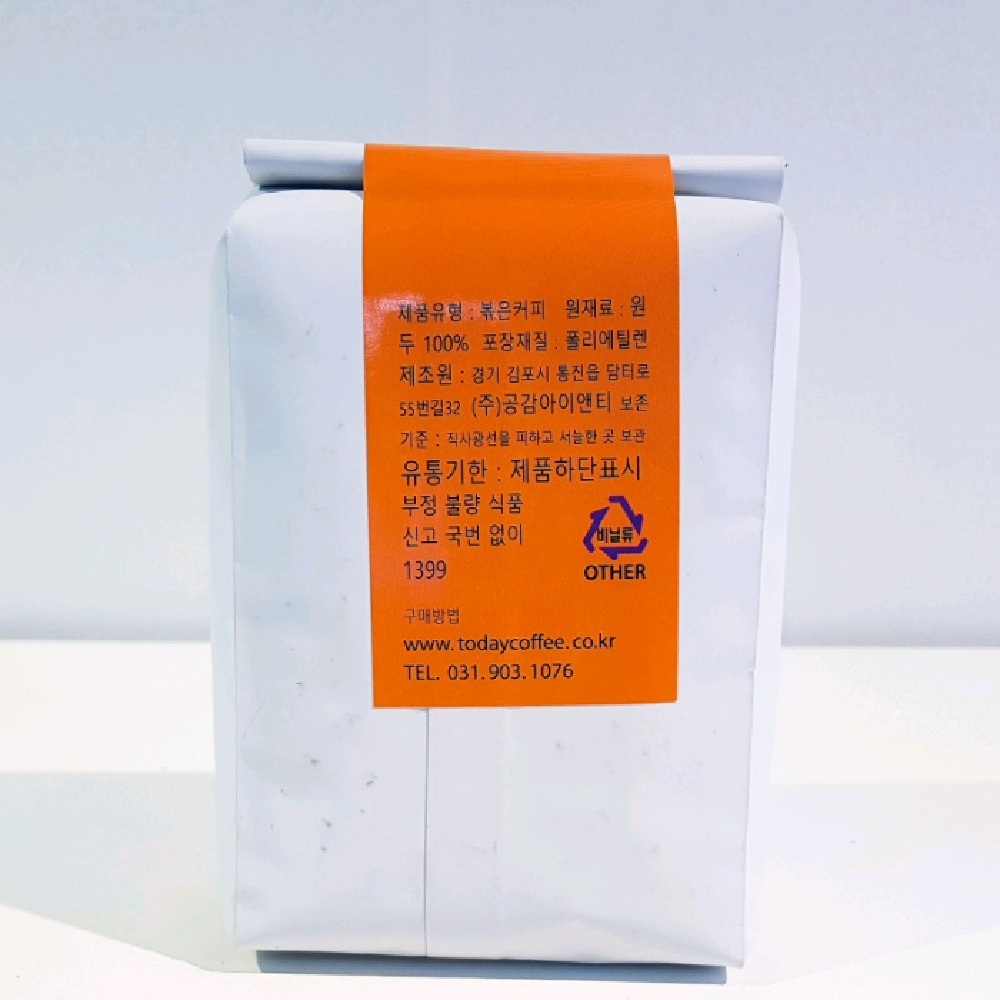 제품유형 : 볶은커피 원재료 : 원
두 100% 포장재질 : 폴리에틸렌
제조원 : 경기 김포시 통진읍 담터로
55번길32 (주)공감아이앤티 보존
기준 : 직사광선을 피하고 서늘한 곳 보관
유통기한 : 제품하단표시
부정 불량 식품
신고 국번 없이
1399
비닐류
OTHER
구매방법
www.todaycoffee.co.kr
TEL. 031.903.1076